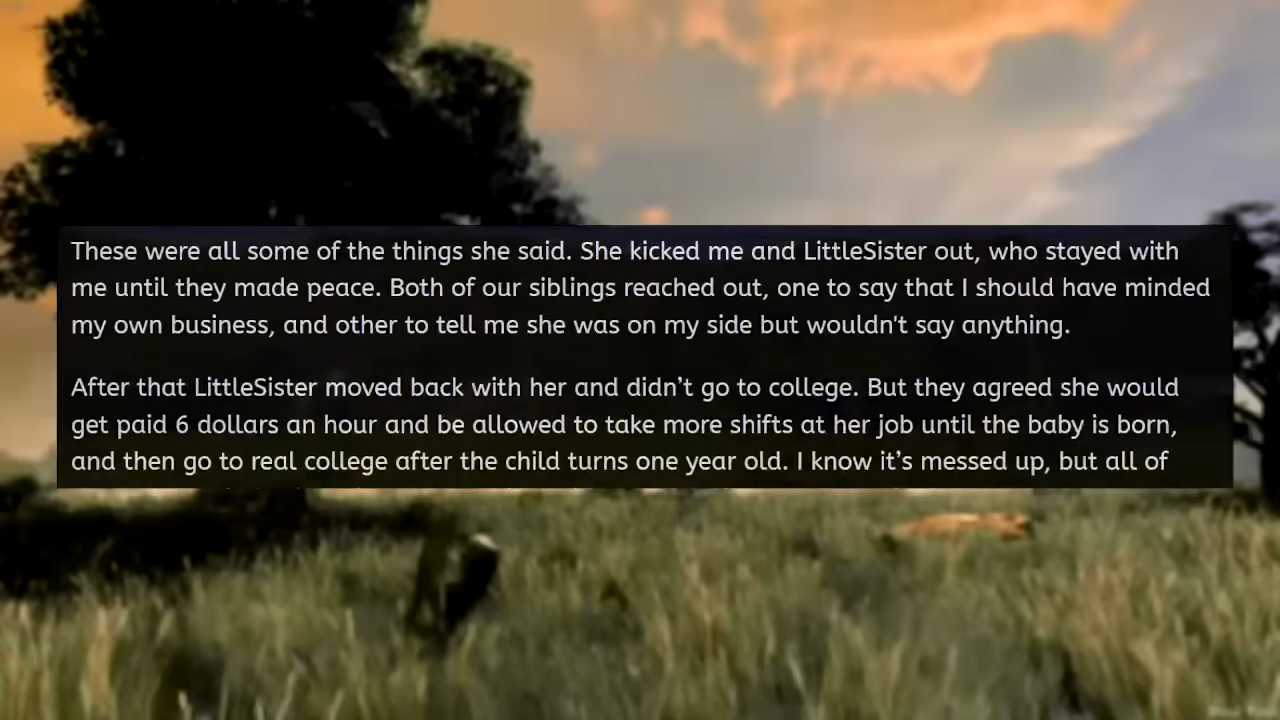 These were all some of the things she said. She kicked me and LittleSister out, who stayed with
me until they made peace. Both of our siblings reached out, one to say that I should have minded
my own business, and other to tell me she was on my side but wouldn't say anything.
After that LittleSister moved back with her and didn’t go to college. But they agreed she would
get paid 6 dollars an hour and be allowed to take more shifts at her job until the baby is born,
and then go to real college after the child turns one year old. I know it’s messed up, but all of